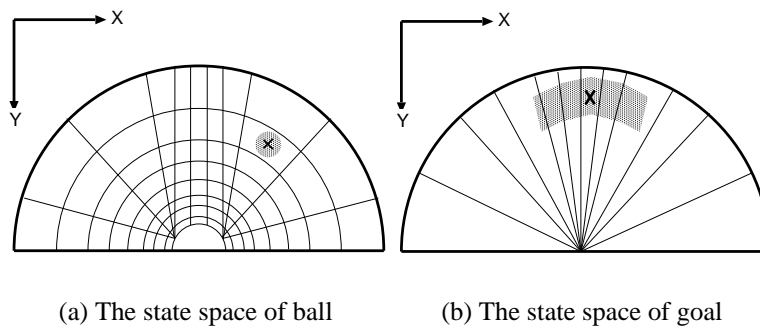 X
X
Y
Y
X
X
(a) The state space of ball
(b) The state space of goal